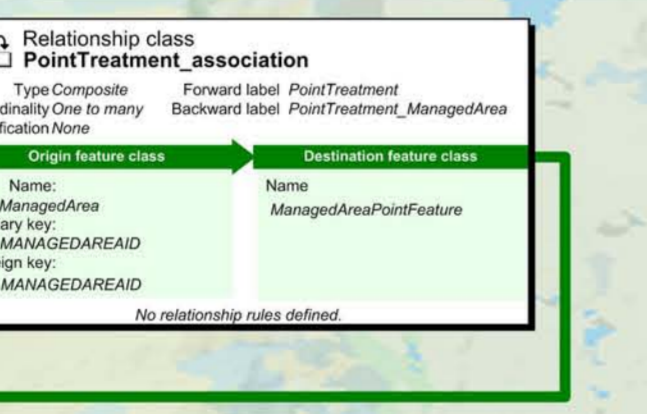 Relationship class
PointTreatment_association
Type Composite Forward label PointTreatment
dinality One to many Backward label PointTreatment_ManagedArea
fication None
Origin feature class Destination feature class
Name: Name
ManagedArea ManagedAreaPointFeature
ary key:
MANAGEDAREAID
ign key:
MANAGEDAREAID
No relationship rules defined.